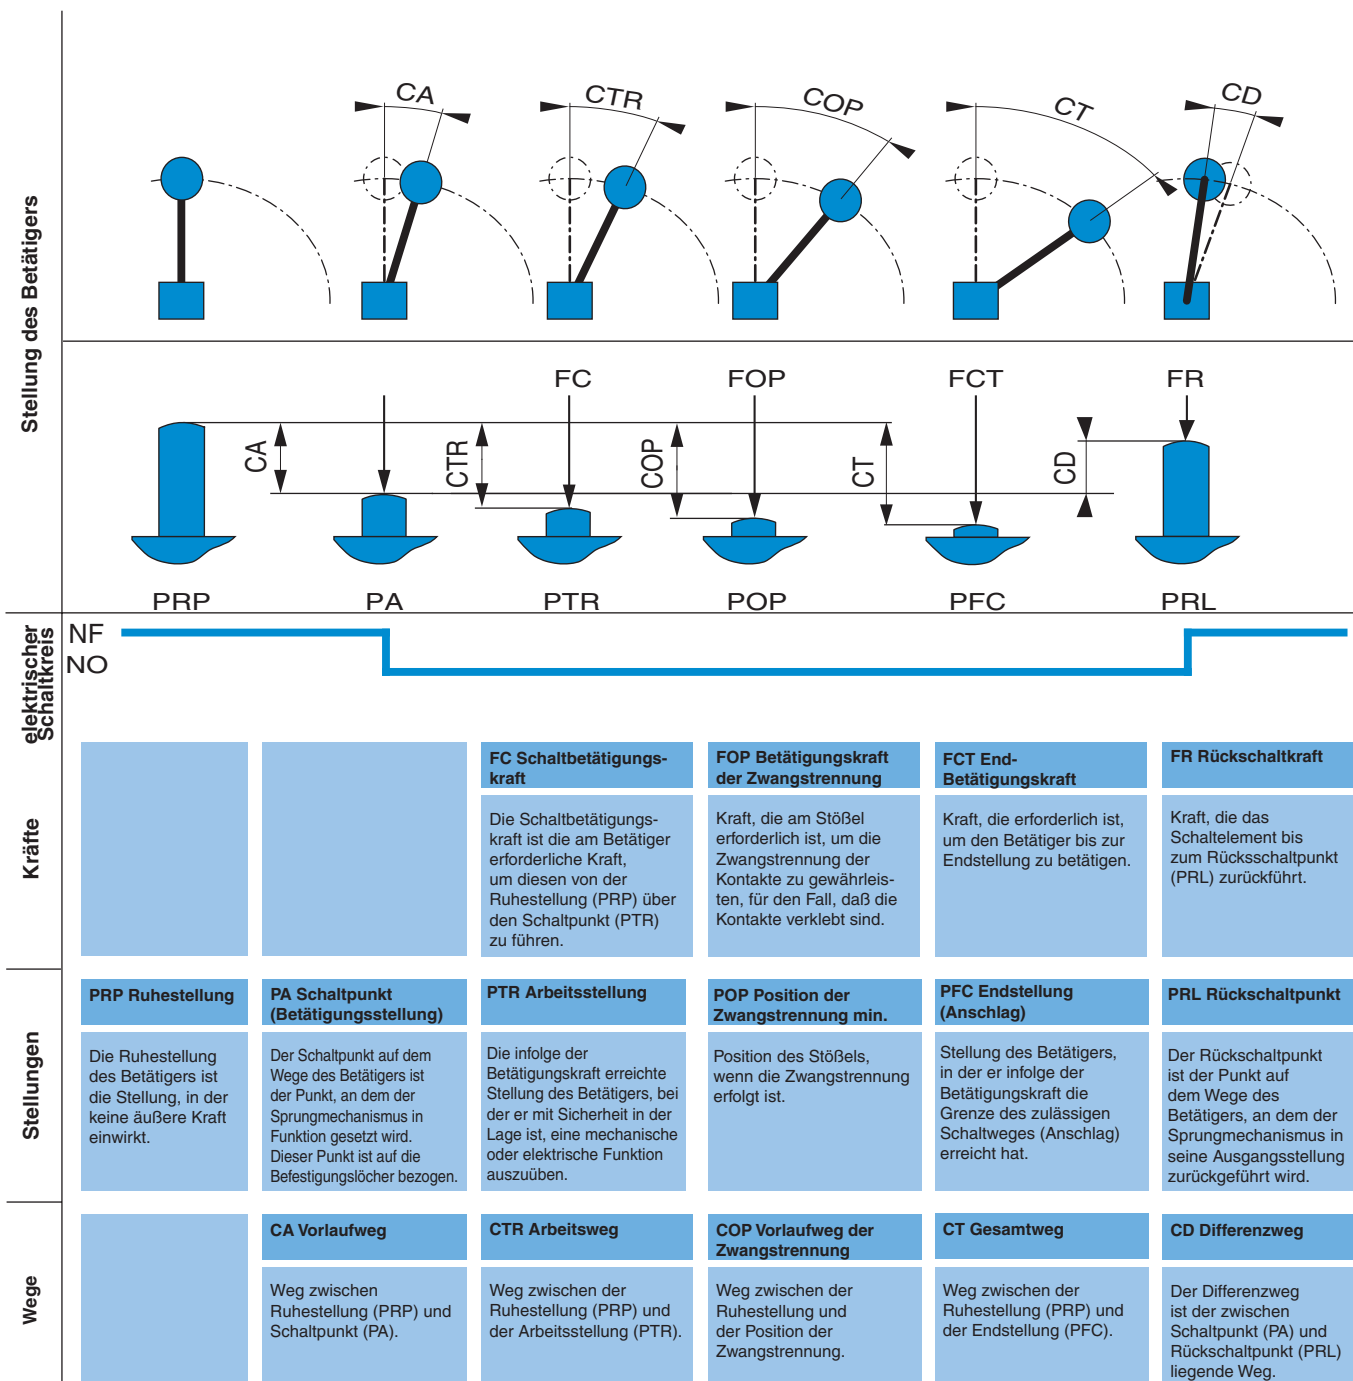 Stellung des Betätigers
CA
CTR
COP
CT
CD
FC
FOP
FCT
FR
CA
CTR
COP
CT
CD
PRP
PA
PTR
POP
PFC
PRL
elektrischer
Schaltkreis
NF
NO
Kräfte
FC Schaltbetätigungs-
kraft
Die Schaltbetätigungs-
kraft ist die am Betätiger
erforderliche Kraft,
um diesen von der
Ruhestellung (PRP) über
den Schaltpunkt (PTR)
zu führen.
FOP Betätigungskraft
der Zwangstrennung
Kraft, die am Stößel
erforderlich ist, um die
Zwangstrennung der
Kontakte zu gewährleis-
ten, für den Fall, daß die
Kontakte verklebt sind.
FCT End-
Betätigungskraft
Kraft, die erforderlich ist,
um den Betätiger bis zur
Endstellung zu betätigen.
FR Rückschaltkraft
Kraft, die das
Schaltelement bis
zum Rücksschaltpunkt
(PRL) zurückführt.
Stellungen
PRP Ruhestellung
Die Ruhestellung
des Betätigers ist
die Stellung, in der
keine äußere Kraft
einwirkt.
PA Schaltpunkt
(Betätigungsstellung)
Der Schaltpunkt auf dem
Wege des Betätigers ist
der Punkt, an dem der
Sprungmechanismus in
Funktion gesetzt wird.
Dieser Punkt ist auf die
Befestigungslöcher bezogen.
PTR Arbeitsstellung
Die infolge der
Betätigungskraft erreichte
Stellung des Betätigers, bei
der er mit Sicherheit in der
Lage ist, eine mechanische
oder elektrische Funktion
auszuüben.
POP Position der
Zwangstrennung min.
Position des Stößels,
wenn die Zwangstrennung
erfolgt ist.
PFC Endstellung
(Anschlag)
Stellung des Betätigers,
in der er infolge der
Betätigungskraft die
Grenze des zulässigen
Schaltweges (Anschlag)
erreicht hat.
PRL Rückschaltpunkt
Der Rückschaltpunkt
ist der Punkt auf
dem Wege des
Betätigers, an dem der
Sprungmechanismus in
seine Ausgangsstellung
zurückgeführt wird.
Wege
CA Vorlaufweg
Weg zwischen
Ruhestellung (PRP) und
Schaltpunkt (PA).
CTR Arbeitsweg
Weg zwischen der
Ruhestellung (PRP) und
der Arbeitsstellung (PTR).
COP Vorlaufweg der
Zwangstrennung
Weg zwischen der
Ruhestellung und
der Position der
Zwangstrennung.
CT Gesamtweg
Weg zwischen der
Ruhestellung (PRP) und
der Endstellung (PFC).
CD Differenzweg
Der Differenzweg
ist der zwischen
Schaltpunkt (PA) und
Rückschaltpunkt (PRL)
liegende Weg.